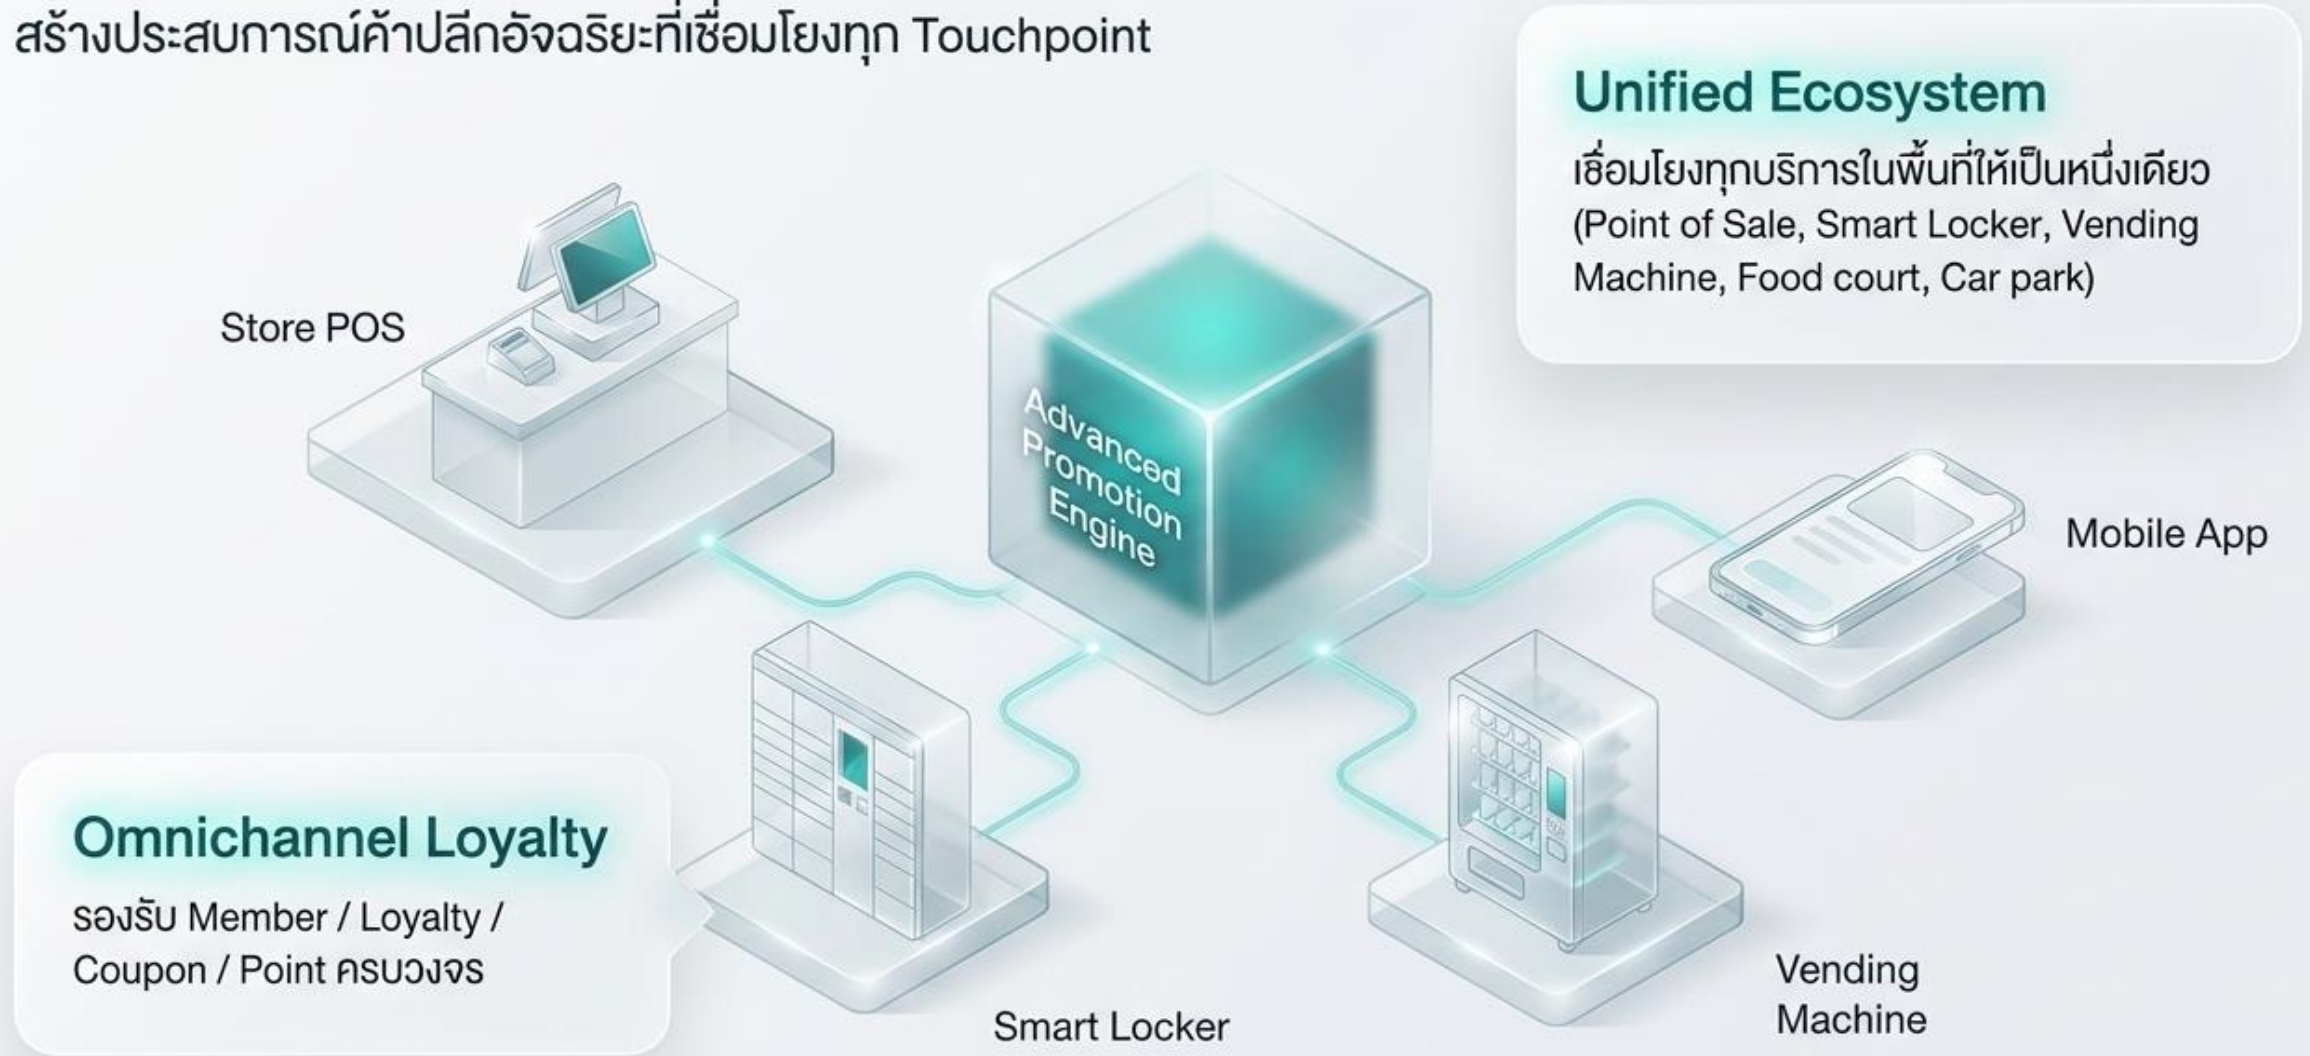 สร้างประสบการณ์ค้าปลีกอัจฉริยะที่เชื่อมโยงทุก Touchpoint
Unified Ecosystem
เชื่อมโยงทุกบริการในพื้นที่ให้เป็นหนึ่งเดียว
(Point of Sale, Smart Locker, Vending
Machine, Food court, Car park)
Store POS
Advanced
Promotion
Engine
Mobile App
Omnichannel Loyalty
รองรับ Member / Loyalty /
Coupon / Point ครบวงจร
Smart Locker
Vending
Machine